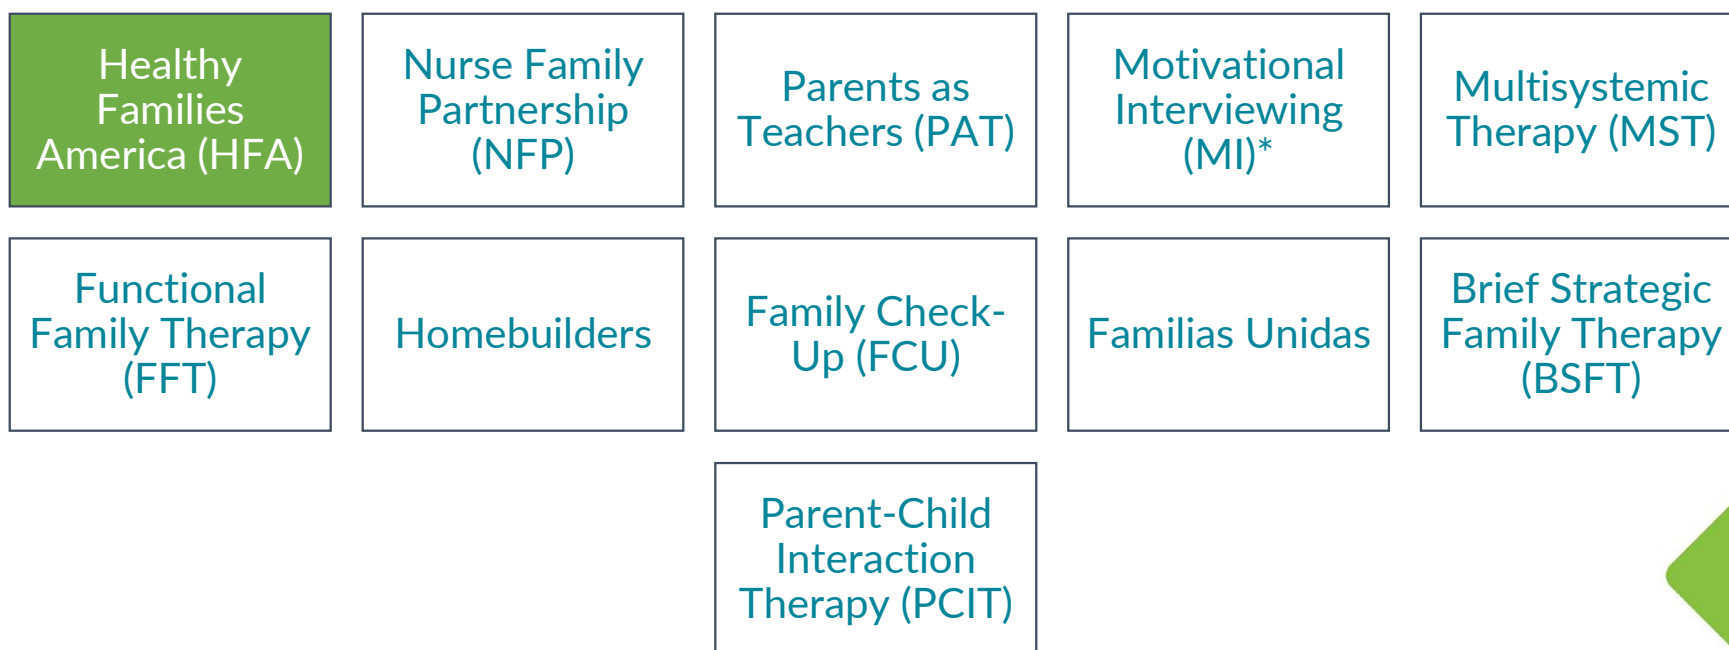 Healthy
Families
America (HFA)
Nurse Family
Partnership
(NFP)
Parents as
Teachers (PAT)
Motivational
Interviewing
(MI)*
Multisystemic
Therapy (MST)
Functional
Family Therapy
(FFT)
Homebuilders
Family Check-
Up (FCU)
Familias Unidas
Brief Strategic
Family Therapy
(BSFT)
Parent-Child
Interaction
Therapy (PCIT)